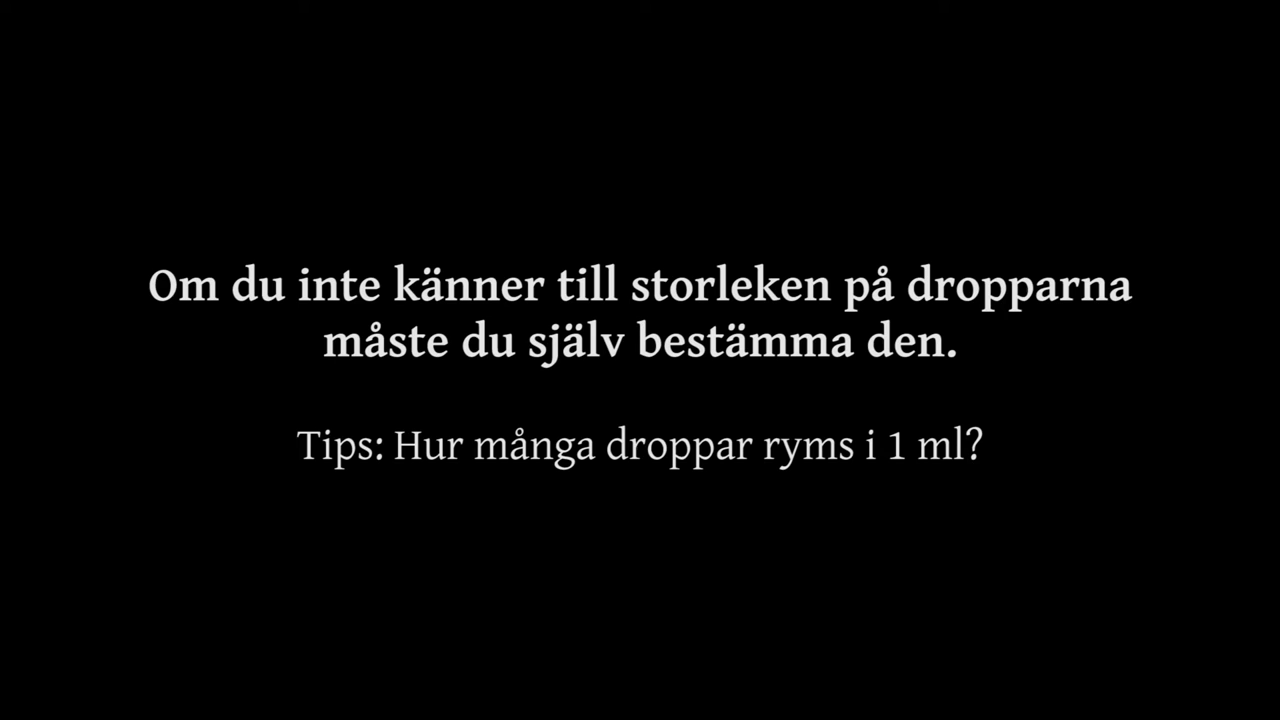 Om du inte känner till storleken på dropparna
måste du själv bestämma den.
Tips: Hur många droppar ryms i 1 ml?